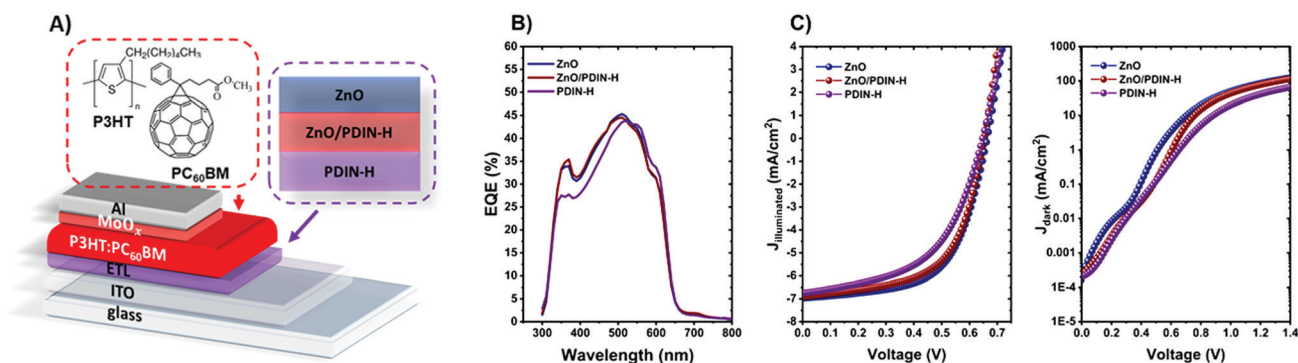 A)
CH₂(CH₂)₄CH₃
S
n
P3HT
O
O
CH₃
PC₆₀BM
ZnO
ZnO/PDIN-H
PDIN-H
Al
MoOₓ
P3HT:PC₆₀BM
ETL
ITO
glass
B)
60
55
50
45
40
35
30
25
20
15
10
5
0
EQE (%)
ZnO
ZnO/PDIN-H
PDIN-H
300 400 500 600 700 800
Wavelength (nm)
C)
4
3
2
1
0
-1
-2
-3
-4
-5
-6
-7
-8
J_illuminated (mA/cm²)
ZnO
ZnO/PDIN-H
PDIN-H
0.0 0.1 0.2 0.3 0.4 0.5 0.6 0.7
Voltage (V)
1000
100
10
1
0.1
0.01
0.001
1E-4
1E-5
J_dark (mA/cm²)
ZnO
ZnO/PDIN-H
PDIN-H
0.0 0.2 0.4 0.6 0.8 1.0 1.2 1.4
Voltage (V)